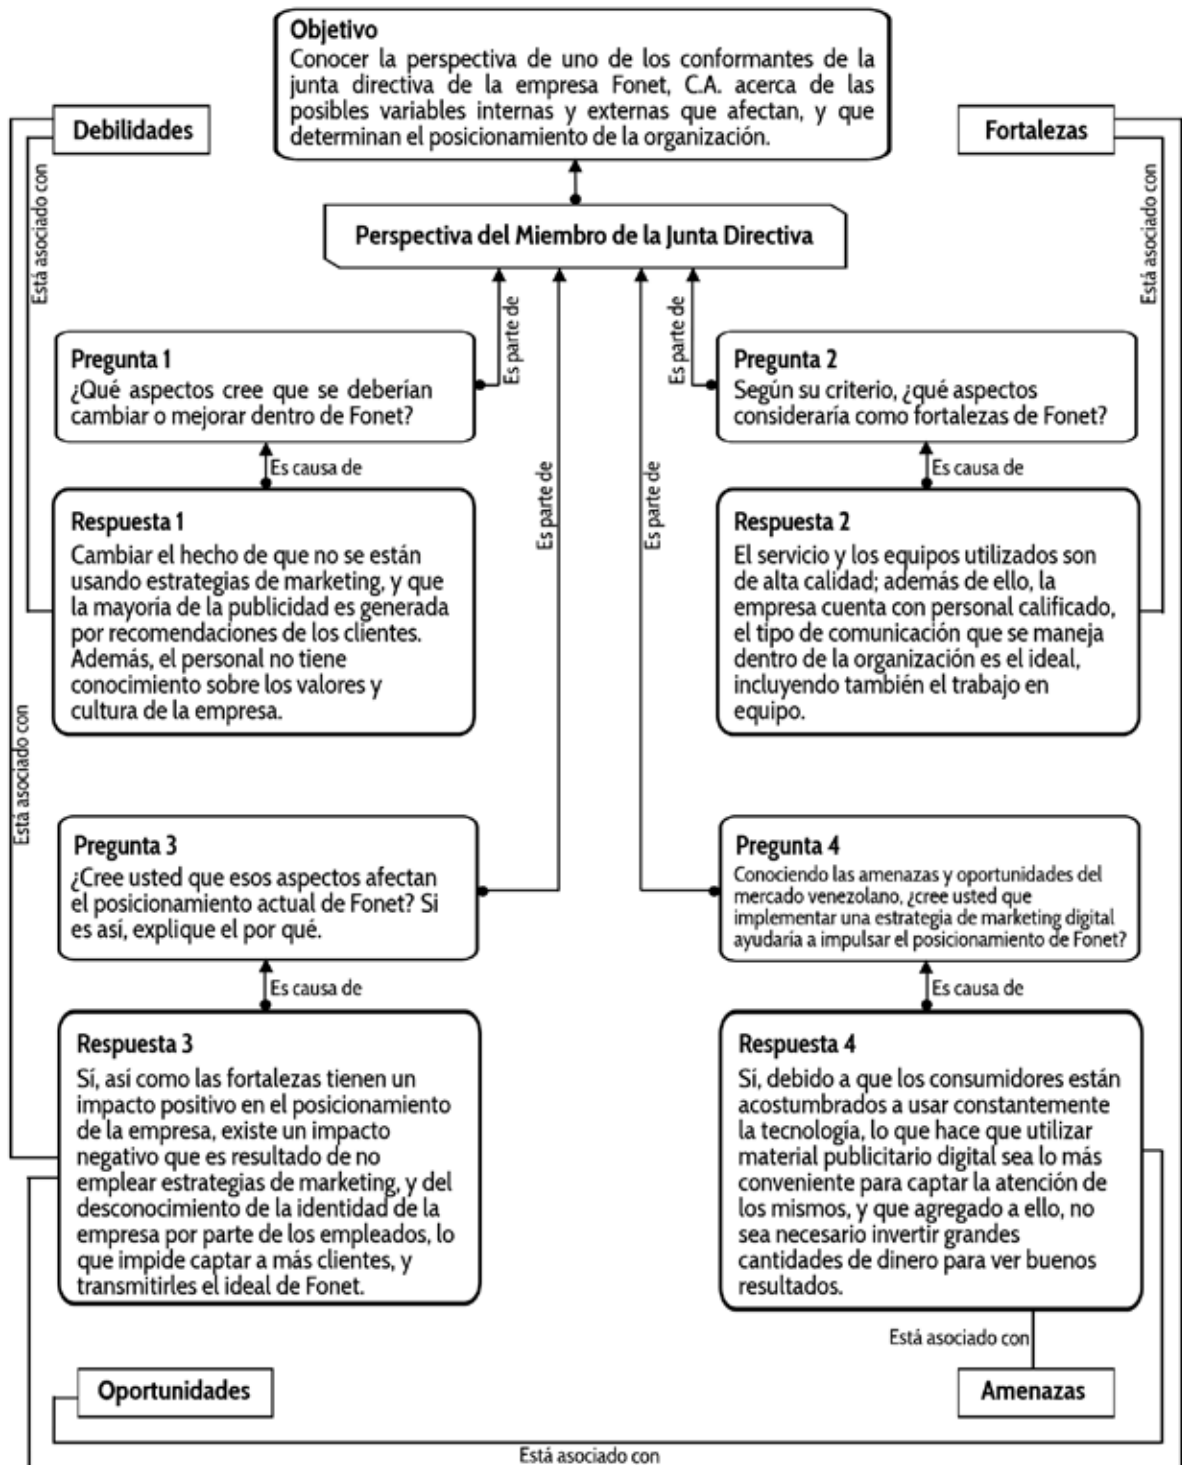 Objetivo
Conocer la perspectiva de uno de los conformantes de la
junta directiva de la empresa Fonet, C.A. acerca de las
posibles variables internas y externas que afectan, y que
determinan el posicionamiento de la organización.
Debilidades
Fortalezas
Está asociado con
Está asociado con
Perspectiva del Miembro de la Junta Directiva
Es parte de
Es parte de
Pregunta 1
¿Qué aspectos cree que se deberían
cambiar o mejorar dentro de Fonet?
Pregunta 2
Según su criterio, ¿qué aspectos
consideraría como fortalezas de Fonet?
Es causa de
Es causa de
Es parte de
Es parte de
Respuesta 1
Cambiar el hecho de que no se están
usando estrategias de marketing, y que
la mayoría de la publicidad es generada
por recomendaciones de los clientes.
Además, el personal no tiene
conocimiento sobre los valores y
cultura de la empresa.
Respuesta 2
El servicio y los equipos utilizados son
de alta calidad; además de ello, la
empresa cuenta con personal calificado,
el tipo de comunicación que se maneja
dentro de la organización es el ideal,
incluyendo también el trabajo en
equipo.
Está asociado con
Pregunta 3
¿Cree usted que esos aspectos afectan
el posicionamiento actual de Fonet? Si
es así, explique el por qué.
Pregunta 4
Conociendo las amenazas y oportunidades del
mercado venezolano, ¿cree usted que
implementar una estrategia de marketing digital
ayudaría a impulsar el posicionamiento de Fonet?
Es causa de
Es causa de
Respuesta 3
Sí, así como las fortalezas tienen un
impacto positivo en el posicionamiento
de la empresa, existe un impacto
negativo que es resultado de no
emplear estrategias de marketing, y del
desconocimiento de la identidad de la
empresa por parte de los empleados, lo
que impide captar a más clientes, y
transmitirles el ideal de Fonet.
Respuesta 4
Sí, debido a que los consumidores están
acostumbrados a usar constantemente
la tecnología, lo que hace que utilizar
material publicitario digital sea lo más
conveniente para captar la atención de
los mismos, y que agregado a ello, no
sea necesario invertir grandes
cantidades de dinero para ver buenos
resultados.
Está asociado con
Oportunidades
Amenazas
Está asociado con